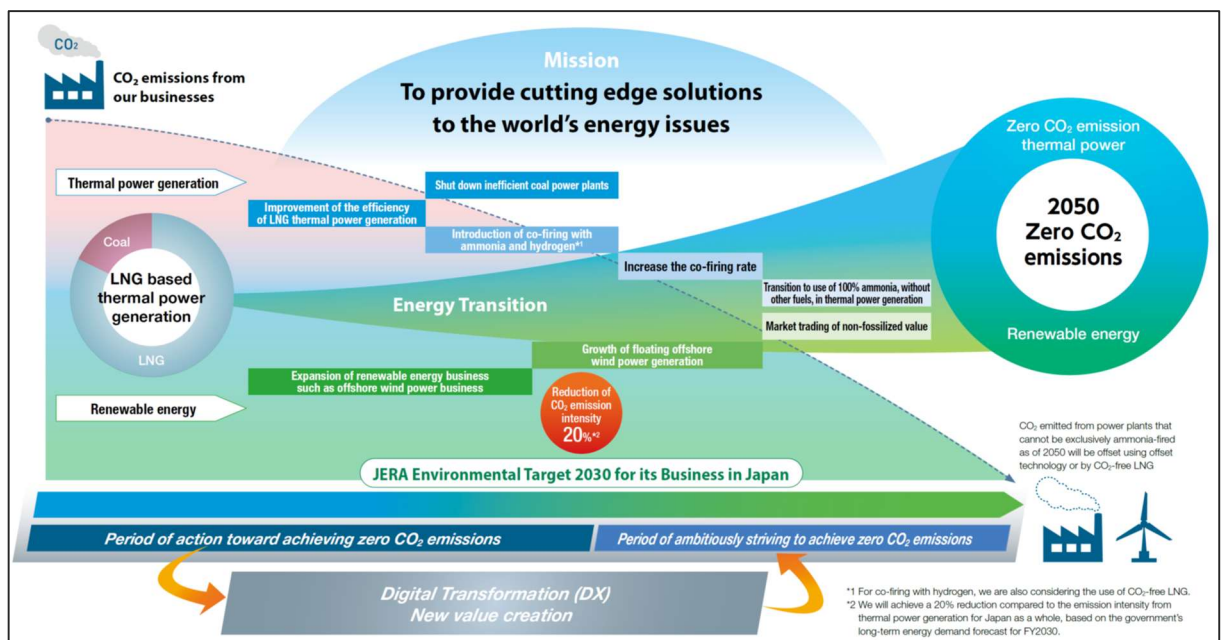 CO₂
CO₂ emissions from
our businesses
Mission
To provide cutting edge solutions
to the world's energy issues
Thermal power generation
Shut down inefficient coal power plants
Improvement of the efficiency
of LNG thermal power generation
Introduction of co-firing with
ammonia and hydrogen*1
Increase the co-firing rate
Transition to use of 100% ammonia, without
other fuels, in thermal power generation
Market trading of non-fossilized value
Coal
LNG based
thermal power
generation
LNG
Energy Transition
Growth of floating offshore
wind power generation
Expansion of renewable energy business
such as offshore wind power business
Renewable energy
Reduction of
CO₂ emission
intensity
20%*2
Zero CO₂ emission
thermal power
2050
Zero CO₂
emissions
Renewable energy
CO₂ emitted from power plants that
cannot be exclusively ammonia-fired
as of 2050 will be offset using offset
technology or by CO₂-free LNG
JERA Environmental Target 2030 for its Business in Japan
Period of action toward achieving zero CO₂ emissions
Period of ambitiously striving to achieve zero CO₂ emissions
Digital Transformation (DX)
New value creation
*1 For co-firing with hydrogen, we are also considering the use of CO₂-free LNG.
*2 We will achieve a 20% reduction compared to the emission intensity from
thermal power generation for Japan as a whole, based on the government's
long-term energy demand forecast for FY2030.